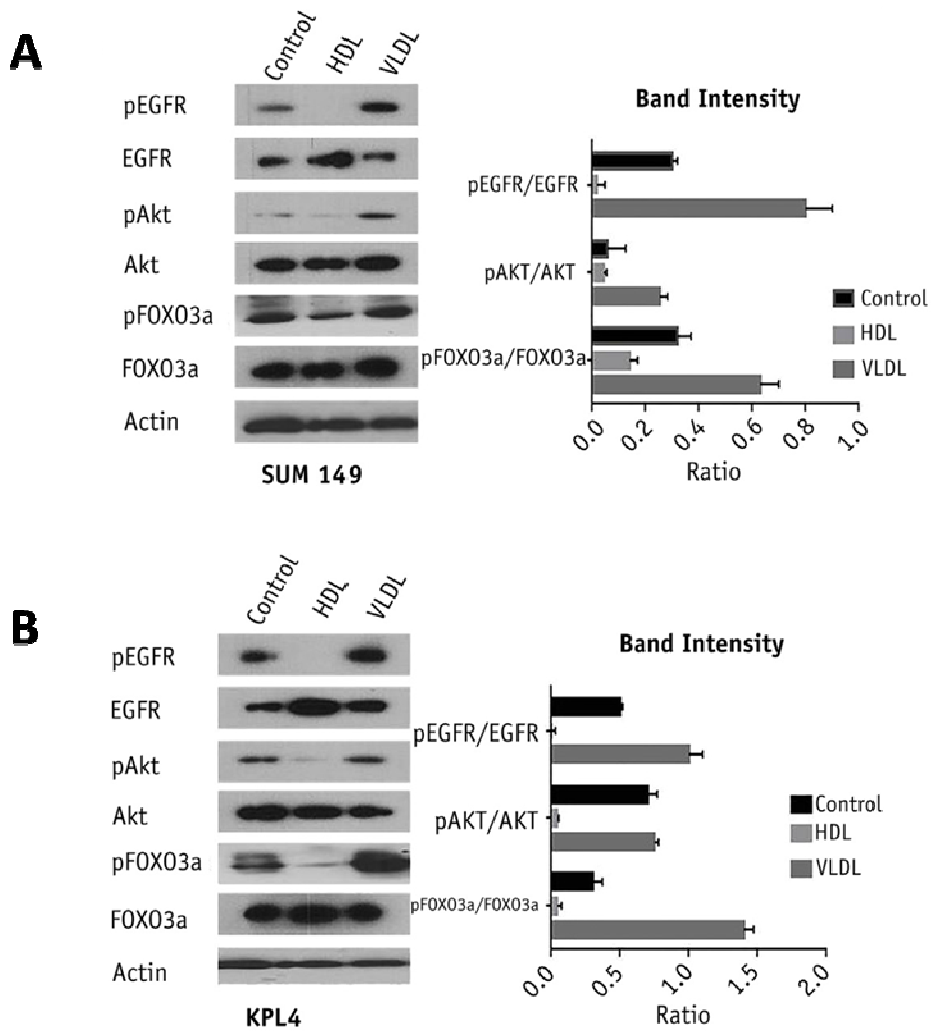 A
Control HDL VLDL
pEGFR
EGFR
pAkt
Akt
pFOXO3a
FOXO3a
Actin
SUM 149
Band Intensity
pEGFR/EGFR
pAKT/AKT
pFOXO3a/FOXO3a
0.0 0.2 0.4 0.6 0.8 1.0
Ratio
Control
HDL
VLDL
B
Control HDL VLDL
pEGFR
EGFR
pAkt
Akt
pFOXO3a
FOXO3a
Actin
KPL4
Band Intensity
pEGFR/EGFR
pAKT/AKT
pFOXO3a/FOXO3a
0.0 0.5 1.0 1.5 2.0
Ratio
Control
HDL
VLDL